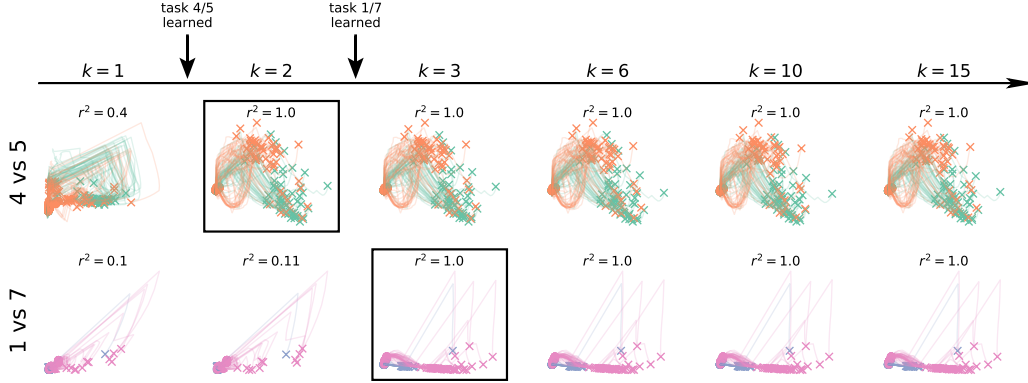 task 4/5
learned
task 1/7
learned
k = 1
k = 2
k = 3
k = 6
k = 10
k = 15
4 vs 5
r² = 0.4
r² = 1.0
r² = 1.0
r² = 1.0
r² = 1.0
r² = 1.0
1 vs 7
r² = 0.1
r² = 0.11
r² = 1.0
r² = 1.0
r² = 1.0
r² = 1.0